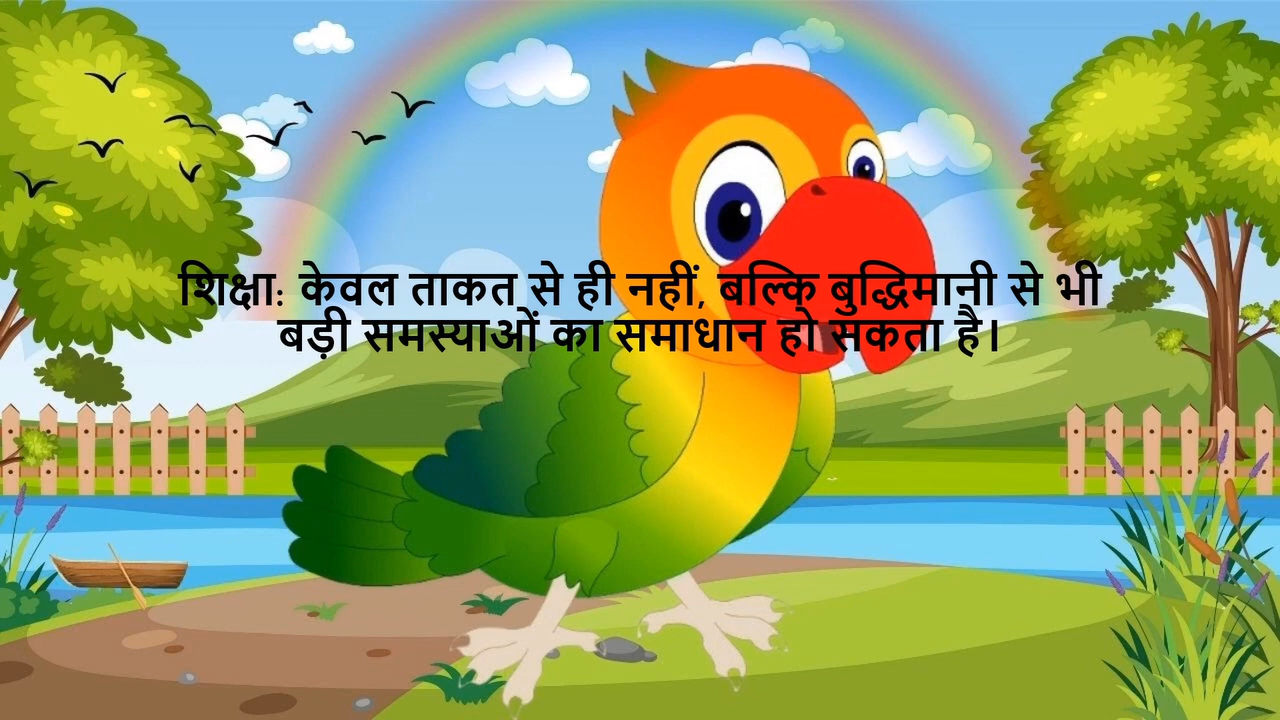 शिक्षा: केवल ताकत से ही नहीं, बल्कि बुद्धिमानी से भी
बड़ी समस्याओं का समाधान हो सकता है।